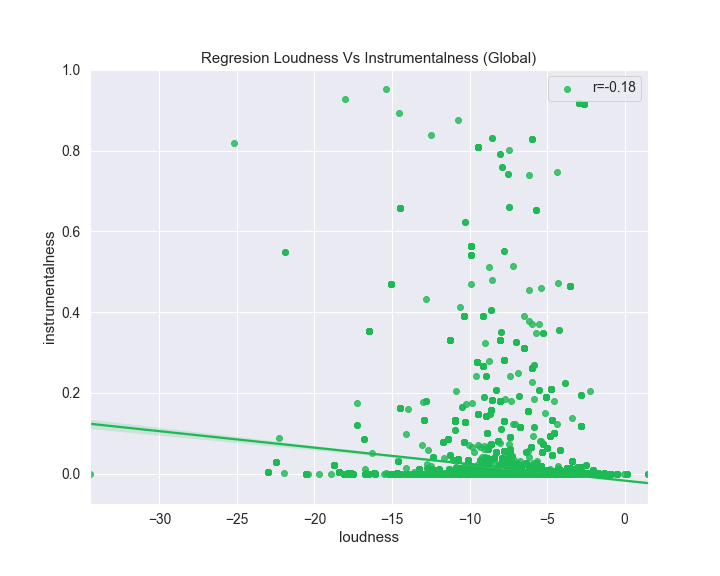 Regresion Loudness Vs Instrumentalness (Global)
r=-0.18
1.0
0.8
0.6
0.4
0.2
0.0
instrumentalness
−30 −25 −20 −15 −10 −5 0
loudness